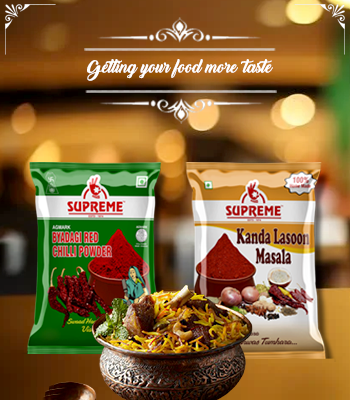 Getting your food more taste
SUPREME
AGMARK
BYADAGI RED
CHILLI POWDER
100%
SUPREME
Kanda Lasoon
Masala